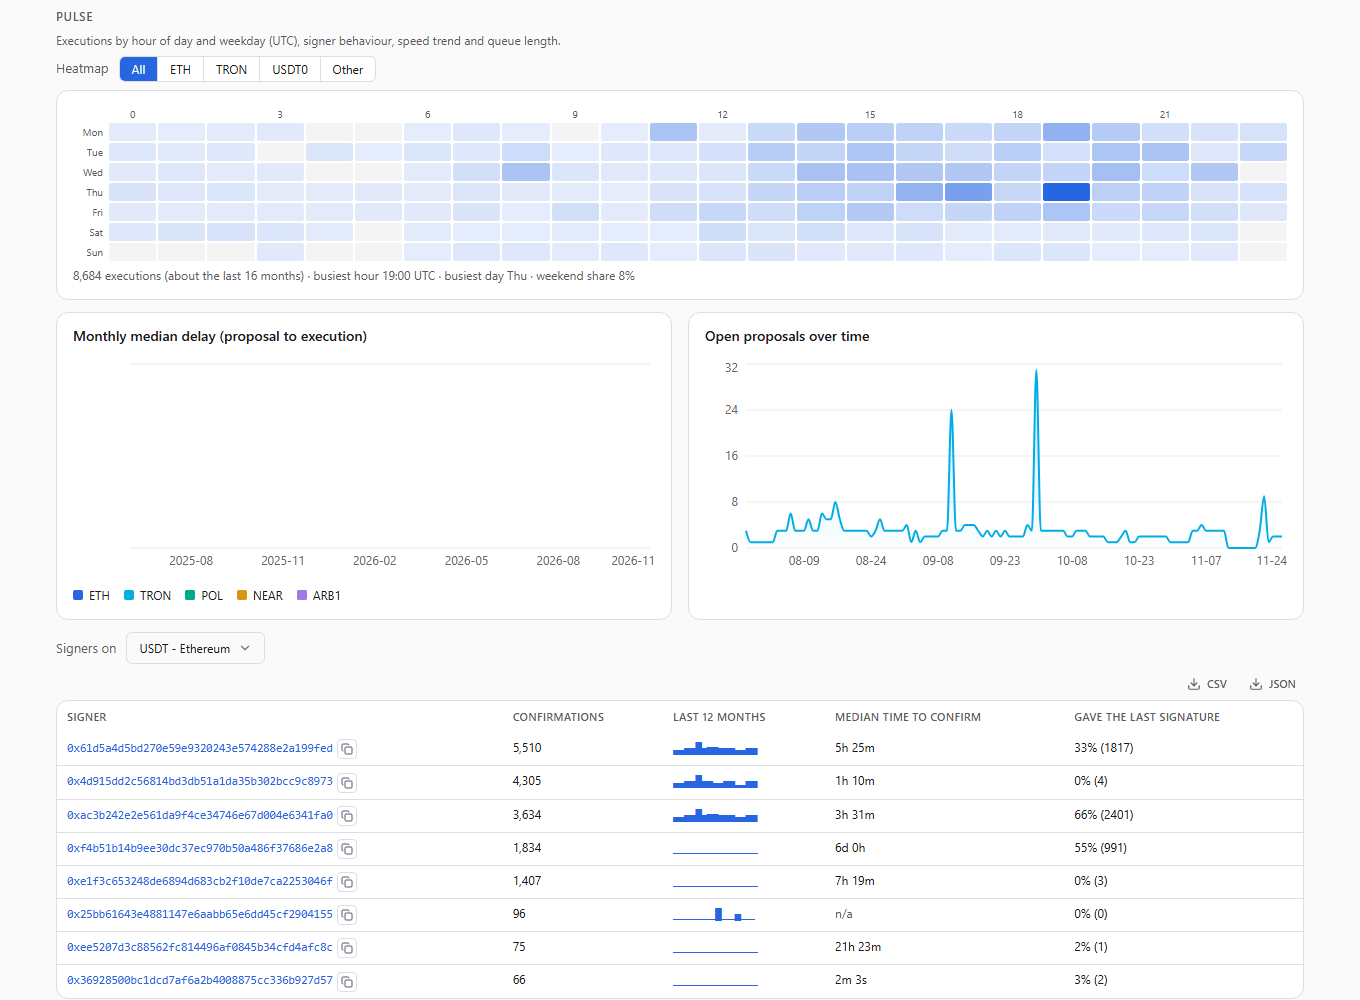 PULSE
Executions by hour of day and weekday (UTC), signer behaviour, speed trend and queue length.
Heatmap All ETH TRON USDT0 Other
0 3 6 9 12 15 18 21
Mon
Tue
Wed
Thu
Fri
Sat
Sun
8,684 executions (about the last 16 months) · busiest hour 19:00 UTC · busiest day Thu · weekend share 8%
Monthly median delay (proposal to execution)
2025-08 2025-11 2026-02 2026-05 2026-08 2026-11
ETH TRON POL NEAR ARB1
Open proposals over time
32
24
16
8
0
08-09 08-24 09-08 09-23 10-08 10-23 11-07 11-24
Signers on USDT - Ethereum
CSV JSON
SIGNER CONFIRMATIONS LAST 12 MONTHS MEDIAN TIME TO CONFIRM GAVE THE LAST SIGNATURE
0x61d5a4d5bd270e59e9320243e574288e2a199fed 5,510 5h 25m 33% (1817)
0x4d915dd2c56814bd3db51a1da35b302bcc9c8973 4,305 1h 10m 0% (4)
0xac3b242e2e561da9f4ce34746e67d004e6341fa0 3,634 3h 31m 66% (2401)
0xf4b51b14b9ee30dc37ec970b50a486f37686e2a8 1,834 6d 0h 55% (991)
0xe1f3c653248de6894d683cb2f10de7ca2253046f 1,407 7h 19m 0% (3)
0x25bb61643e4881147e6aabb65e6dd45cf2904155 96 n/a 0% (0)
0xee5207d3c88562fc814496af0845b34cfd4afc8c 75 21h 23m 2% (1)
0x36928500bc1dcd7af6a2b4008875cc336b927d57 66 2m 3s 3% (2)